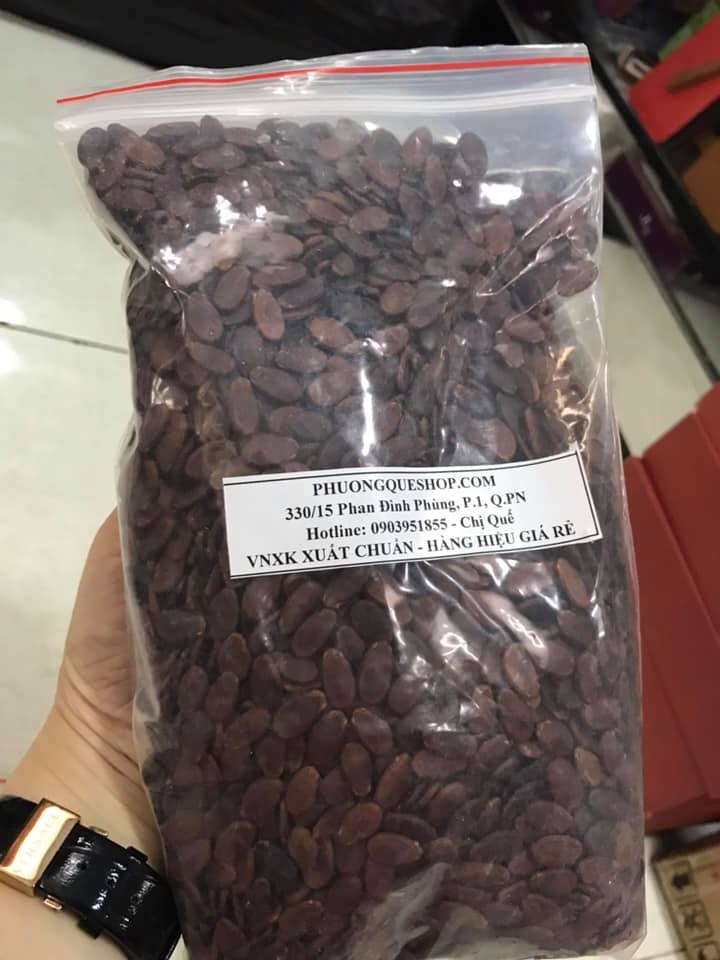 PHUONGQUESHOP.COM
330/15 Phan Đình Phùng, P.1, Q.PN
Hotline: 0903951855 - Chị Quế
VNXK XUẤT CHUẨN - HÀNG HIỆU GIÁ RẺ